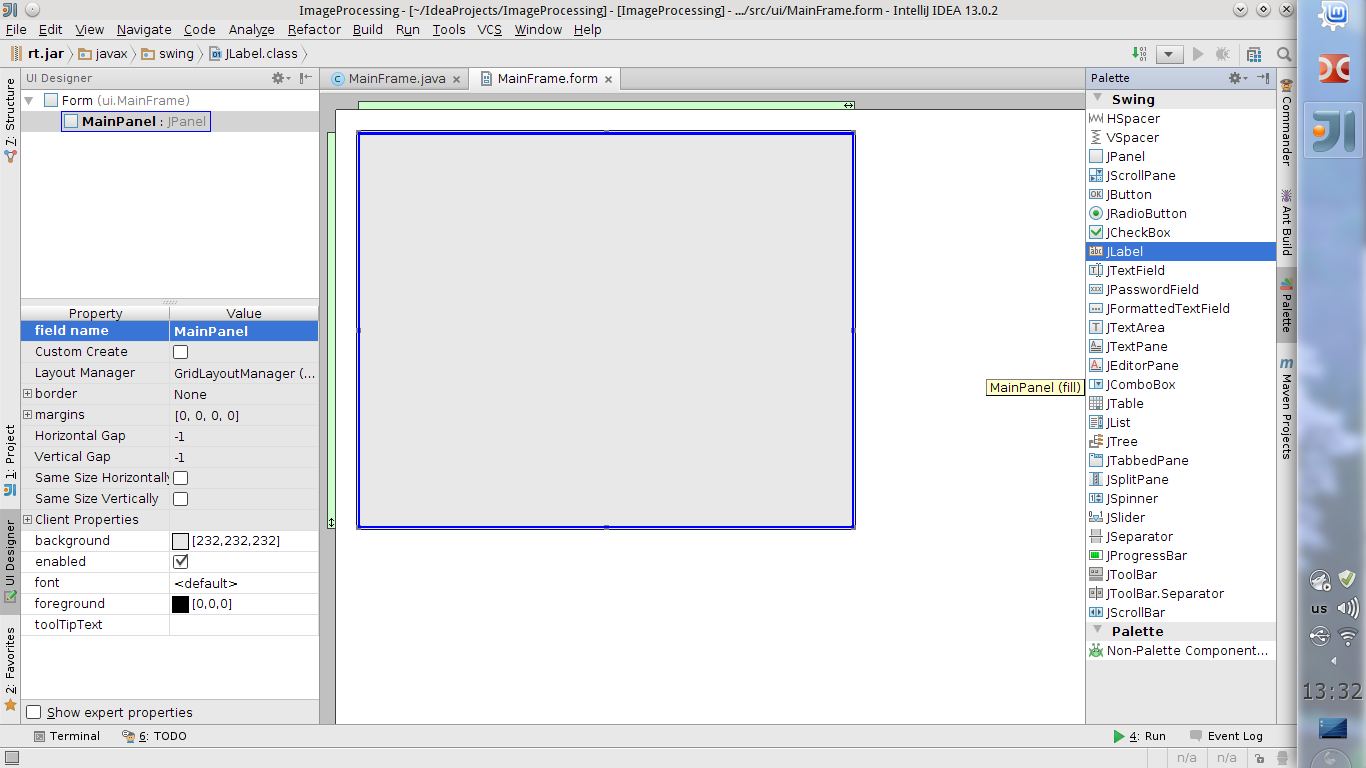 ImageProcessing - [~/IdeaProjects/ImageProcessing] - [ImageProcessing] - .../src/ui/MainFrame.form - IntelliJ IDEA 13.0.2
File Edit View Navigate Code Analyze Refactor Build Run Tools VCS Window Help
rt.jar javax swing JLabel.class
UI Designer
MainFrame.java MainFrame.form
Palette
7: Structure
1: Project
UI Designer
2: Favorites
Form (ui.MainFrame)
MainPanel : JPanel
Property Value
field name MainPanel
Custom Create
Layout Manager GridLayoutManager (...
border None
margins [0, 0, 0, 0]
Horizontal Gap -1
Vertical Gap -1
Same Size Horizontally
Same Size Vertically
Client Properties
background [232,232,232]
enabled
font <default>
foreground [0,0,0]
toolTipText
Show expert properties
MainPanel (fill)
Swing
HSpacer
VSpacer
JPanel
JScrollPane
JButton
JRadioButton
JCheckBox
JLabel
JTextField
JPasswordField
JFormattedTextField
JTextArea
JTextPane
JEditorPane
JComboBox
JTable
JList
JTree
JTabbedPane
JSplitPane
JSpinner
JSlider
JSeparator
JProgressBar
JToolBar
JToolBar.Separator
JScrollBar
Palette
Non-Palette Component...
Commander
Ant Build
Palette
Maven Projects
us
13:32
Terminal 6: TODO 4: Run Event Log
n/a n/a